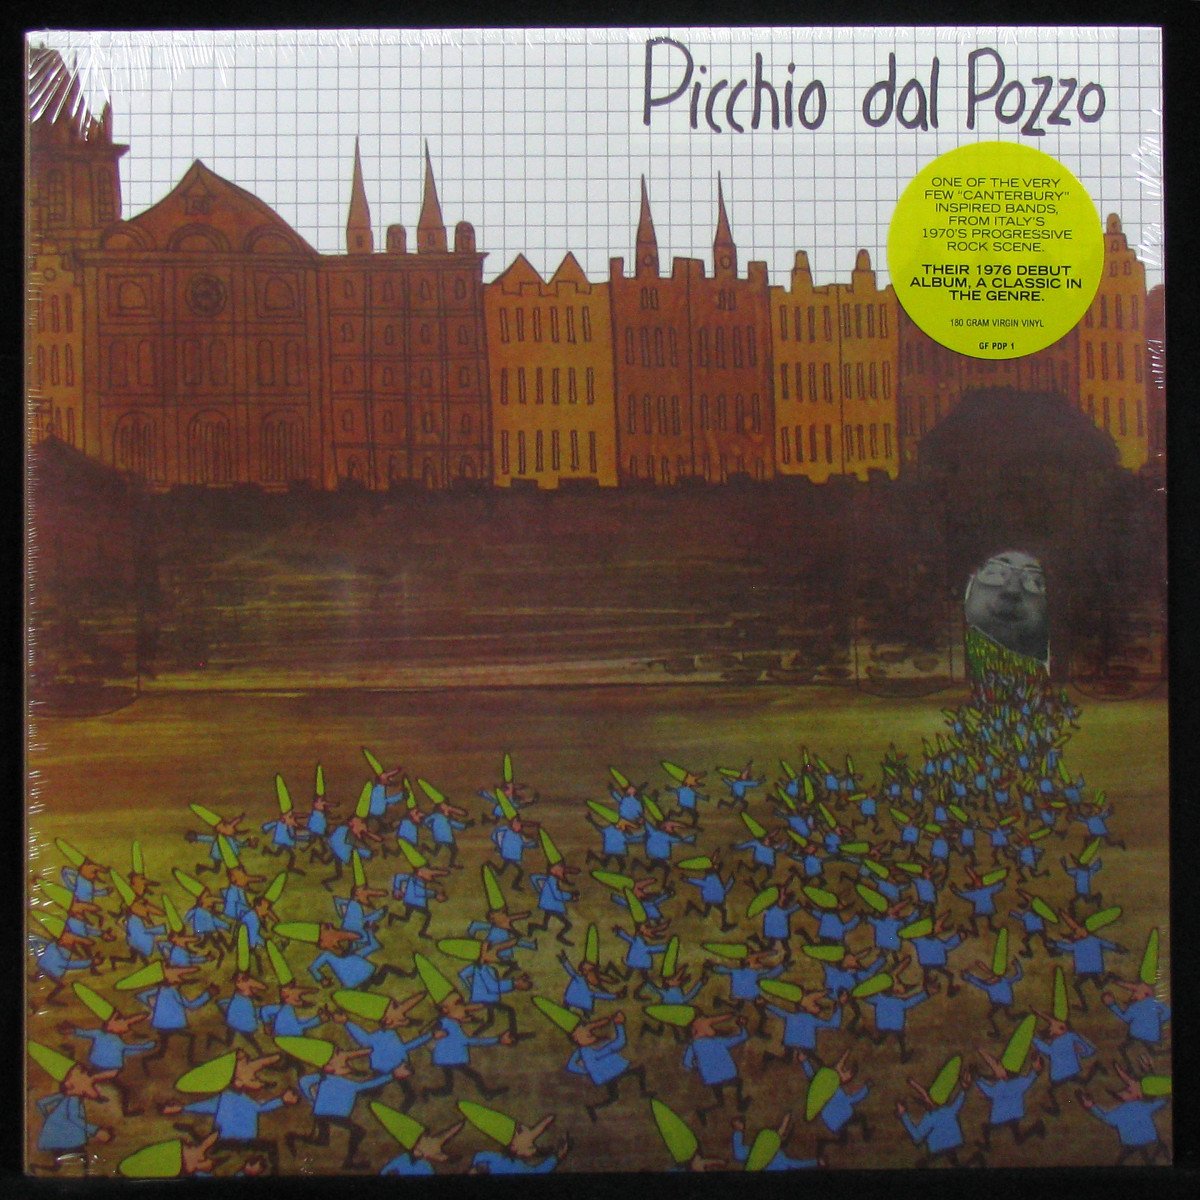 Picchio dal Pozzo
ONE OF THE VERY
FEW "CANTERBURY"
INSPIRED BANDS,
FROM ITALY'S
1970'S PROGRESSIVE
ROCK SCENE.
THEIR 1976 DEBUT
ALBUM, A CLASSIC IN
THE GENRE.
180 GRAM VIRGIN VINYL
GF PDP 1